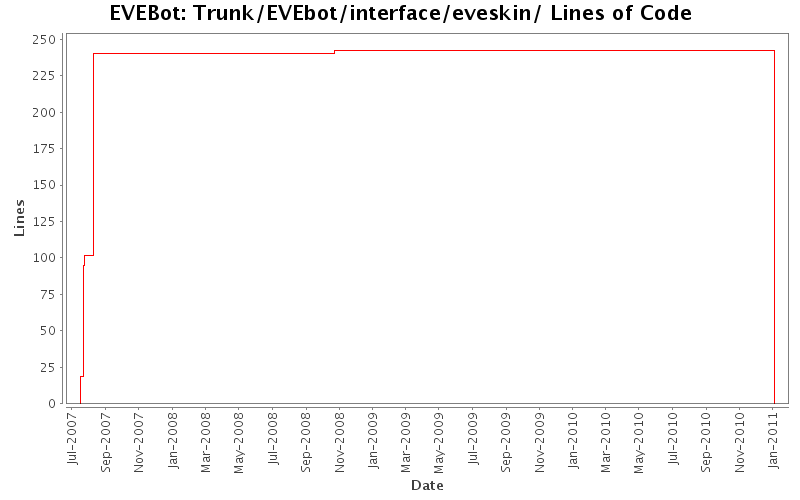 EVEBot: Trunk/EVEbot/interface/eveskin/ Lines of Code
250
225
200
175
150
125
100
75
50
25
0
Lines
Jul-2007
Sep-2007
Nov-2007
Jan-2008
Mar-2008
May-2008
Jul-2008
Sep-2008
Nov-2008
Jan-2009
Mar-2009
May-2009
Jul-2009
Sep-2009
Nov-2009
Jan-2010
Mar-2010
May-2010
Jul-2010
Sep-2010
Nov-2010
Jan-2011
Date